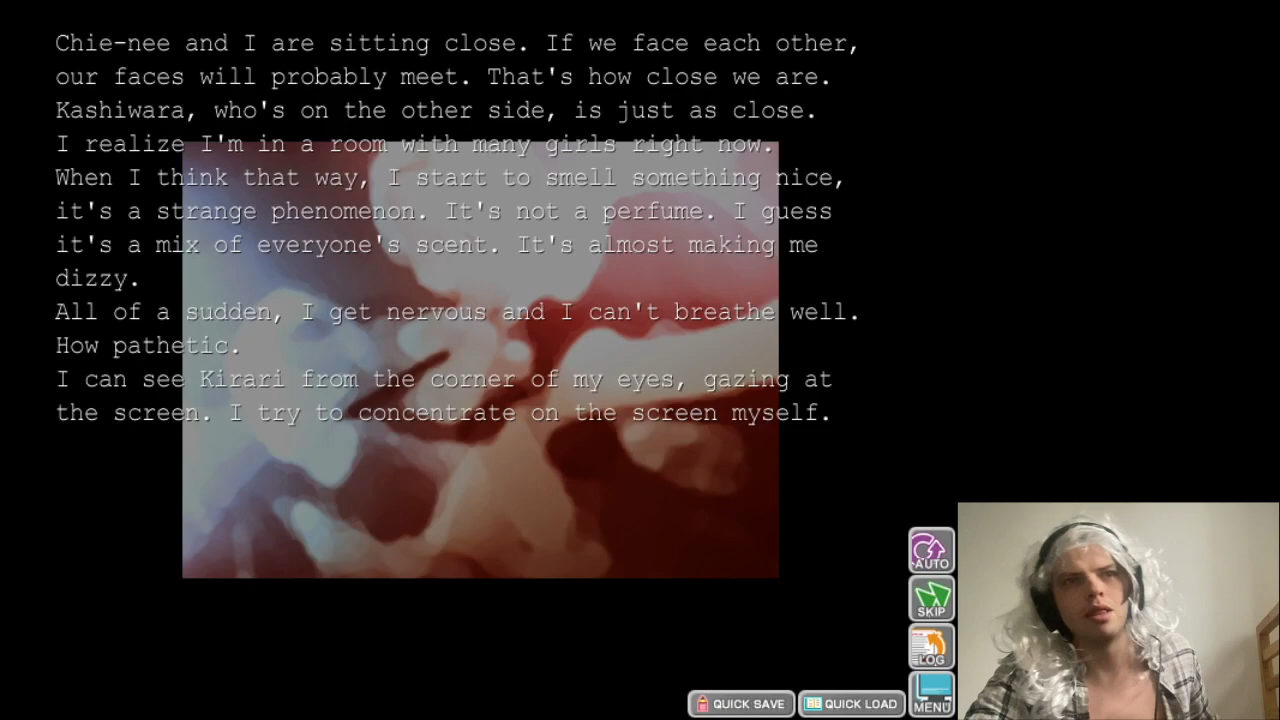 Chie-nee and I are sitting close. If we face each other,
our faces will probably meet. That's how close we are.
Kashiwara, who's on the other side, is just as close.
I realize I'm in a room with many girls right now.
When I think that way, I start to smell something nice,
it's a strange phenomenon. It's not a perfume. I guess
it's a mix of everyone's scent. It's almost making me
dizzy.
All of a sudden, I get nervous and I can't breathe well.
How pathetic.
I can see Kirari from the corner of my eyes, gazing at
the screen. I try to concentrate on the screen myself.
AUTO
SKIP
LOG
MENU
QUICK SAVE
QUICK LOAD